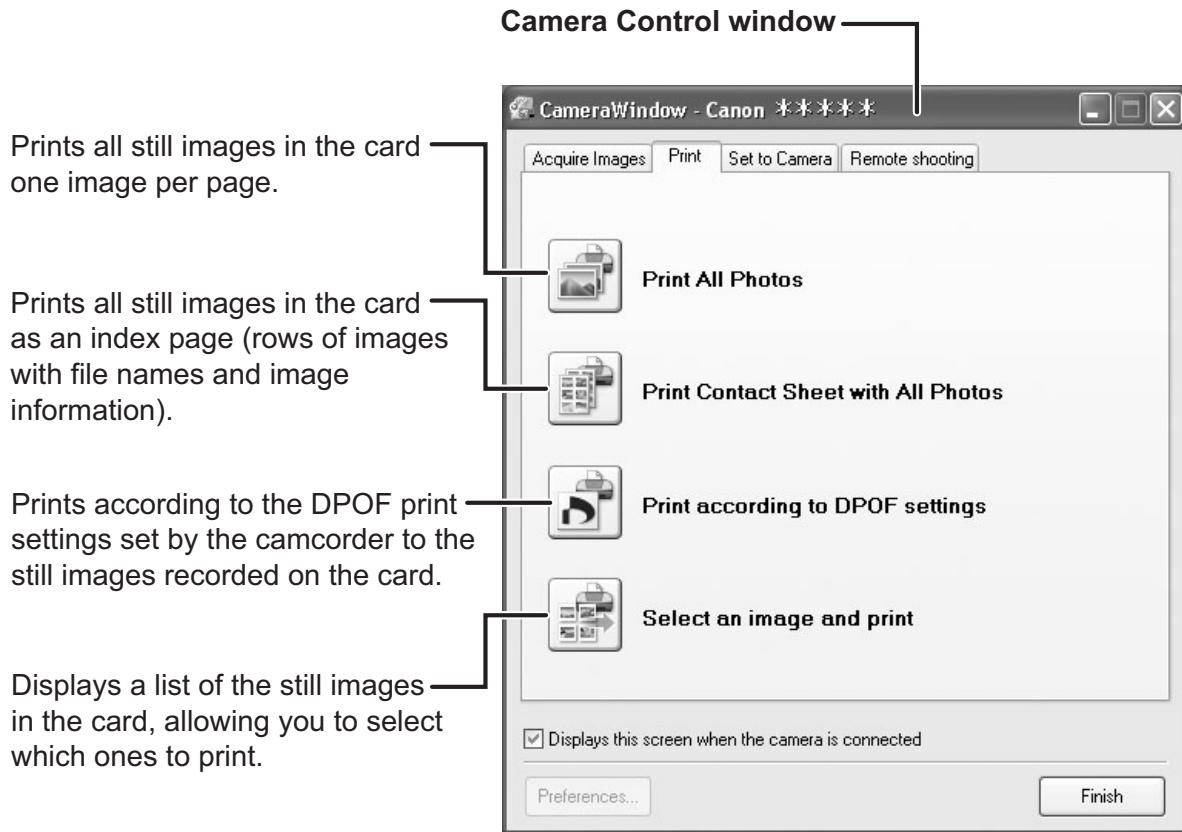 Camera Control window
CameraWindow - Canon *****
Acquire Images Print Set to Camera Remote shooting
Prints all still images in the card
one image per page.
Print All Photos
Prints all still images in the card
as an index page (rows of images
with file names and image
information).
Print Contact Sheet with All Photos
Prints according to the DPOF print
settings set by the camcorder to the
still images recorded on the card.
Print according to DPOF settings
Displays a list of the still images
in the card, allowing you to select
which ones to print.
Select an image and print
Displays this screen when the camera is connected
Preferences... Finish